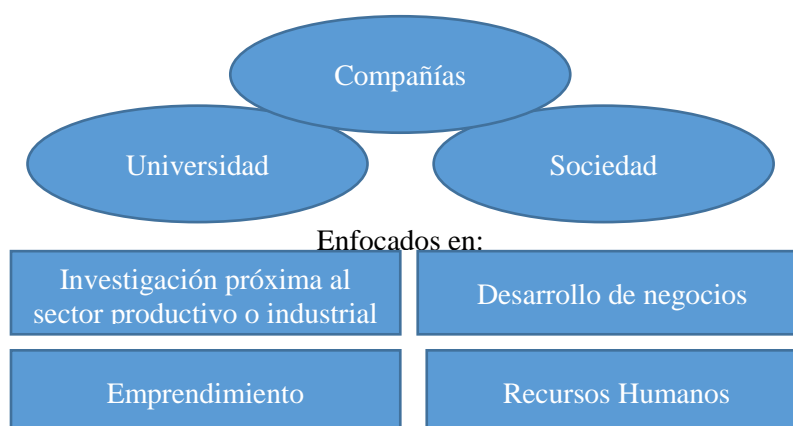 Compañías
Universidad
Sociedad
Enfocados en:
Investigación próxima al
sector productivo o industrial
Desarrollo de negocios
Emprendimiento
Recursos Humanos